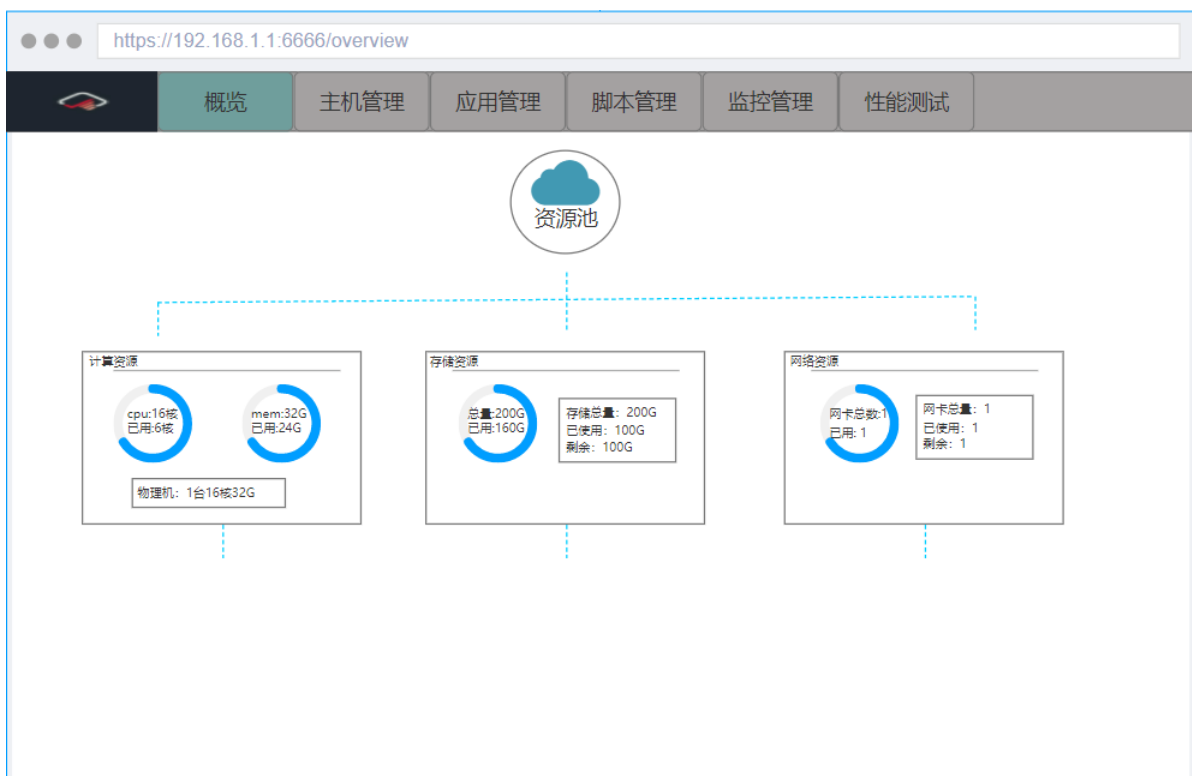 https://192.168.1.1:6666/overview
概览
主机管理
应用管理
脚本管理
监控管理
性能测试
资源池
计算资源
cpu:16核
已用:6核
mem:32G
已用:24G
物理机：1台16核32G
存储资源
总量:200G
已用:160G
存储总量：200G
已使用：100G
剩余：100G
网络资源
网卡总数:1
已用: 1
网卡总量：1
已使用：1
剩余：1